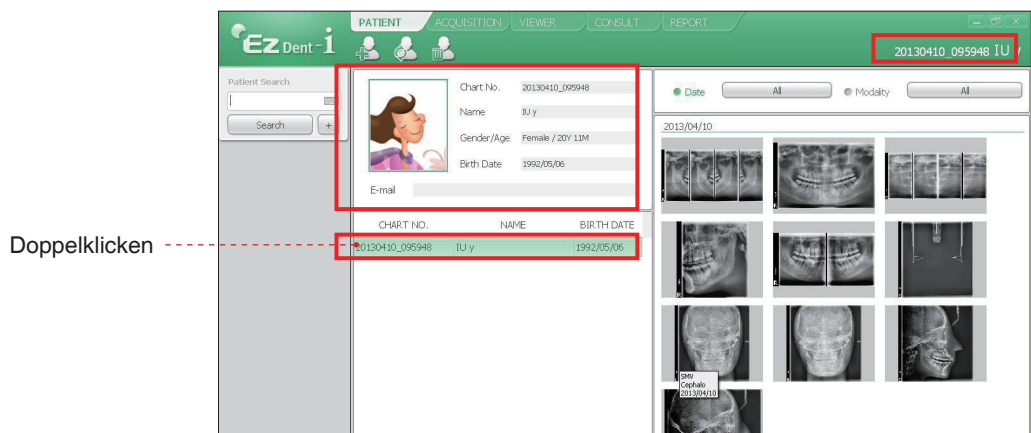 Ez Dent-i
PATIENT ACQUISITION VIEWER CONSULT REPORT
20130410_095948 IU y
Patient Search
Search +
Chart No. 20130410_095948
Name IU y
Gender/Age Female / 20Y 11M
Birth Date 1992/05/06
E-mail
CHART NO. NAME BIRTH DATE
20130410_095948 IU y 1992/05/06
Doppelklicken
Date All Modality All
2013/04/10
SMV
Cephalo
2013/04/10